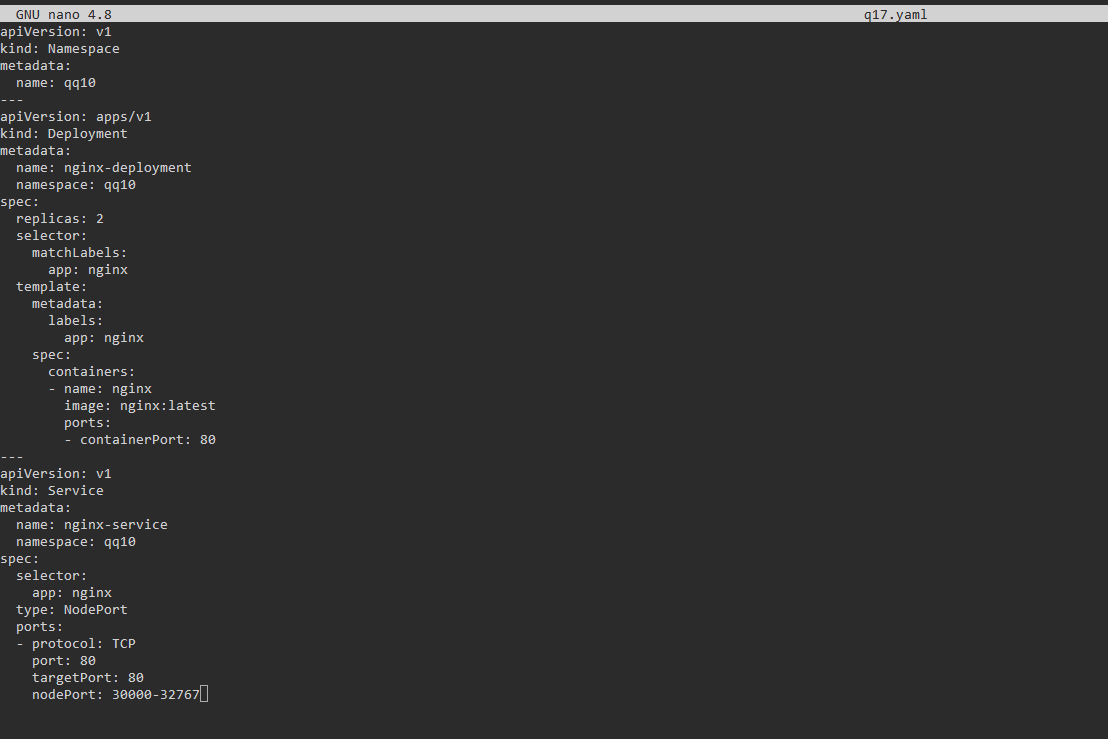 GNU nano 4.8 q17.yaml
apiVersion: v1
kind: Namespace
metadata:
  name: qq10
---
apiVersion: apps/v1
kind: Deployment
metadata:
  name: nginx-deployment
  namespace: qq10
spec:
  replicas: 2
  selector:
    matchLabels:
      app: nginx
  template:
    metadata:
      labels:
        app: nginx
    spec:
      containers:
      - name: nginx
        image: nginx:latest
        ports:
        - containerPort: 80
---
apiVersion: v1
kind: Service
metadata:
  name: nginx-service
  namespace: qq10
spec:
  selector:
    app: nginx
  type: NodePort
  ports:
  - protocol: TCP
    port: 80
    targetPort: 80
    nodePort: 30000-32767